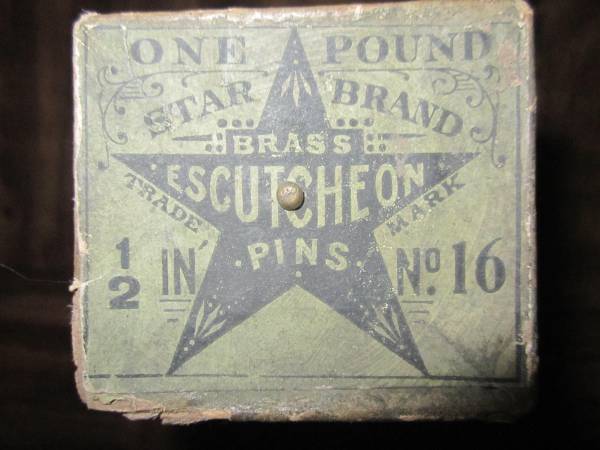 ONE POUND
STAR BRAND
BRASS
ESCUTCHEON
TRADE MARK
PINS.
1/2 IN Nº 16